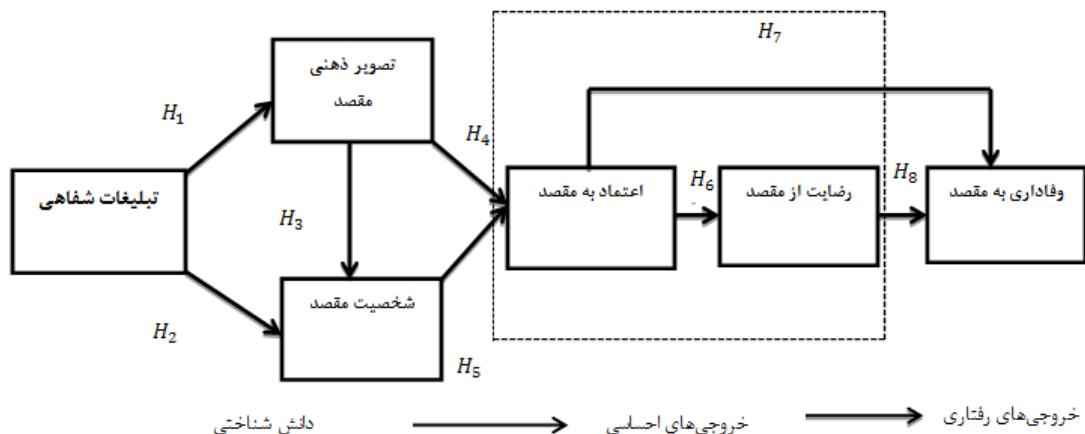 H₇
تصویر ذهنی
مقصد
H₁
H₄
تبلیغات شفاهی
اعتماد به مقصد
H₆
رضایت از مقصد
H₈
وفاداری به مقصد
H₃
شخصیت مقصد
H₂
H₅
دانش شناختی
خروجی‌های احساسی
خروجی‌های رفتاری